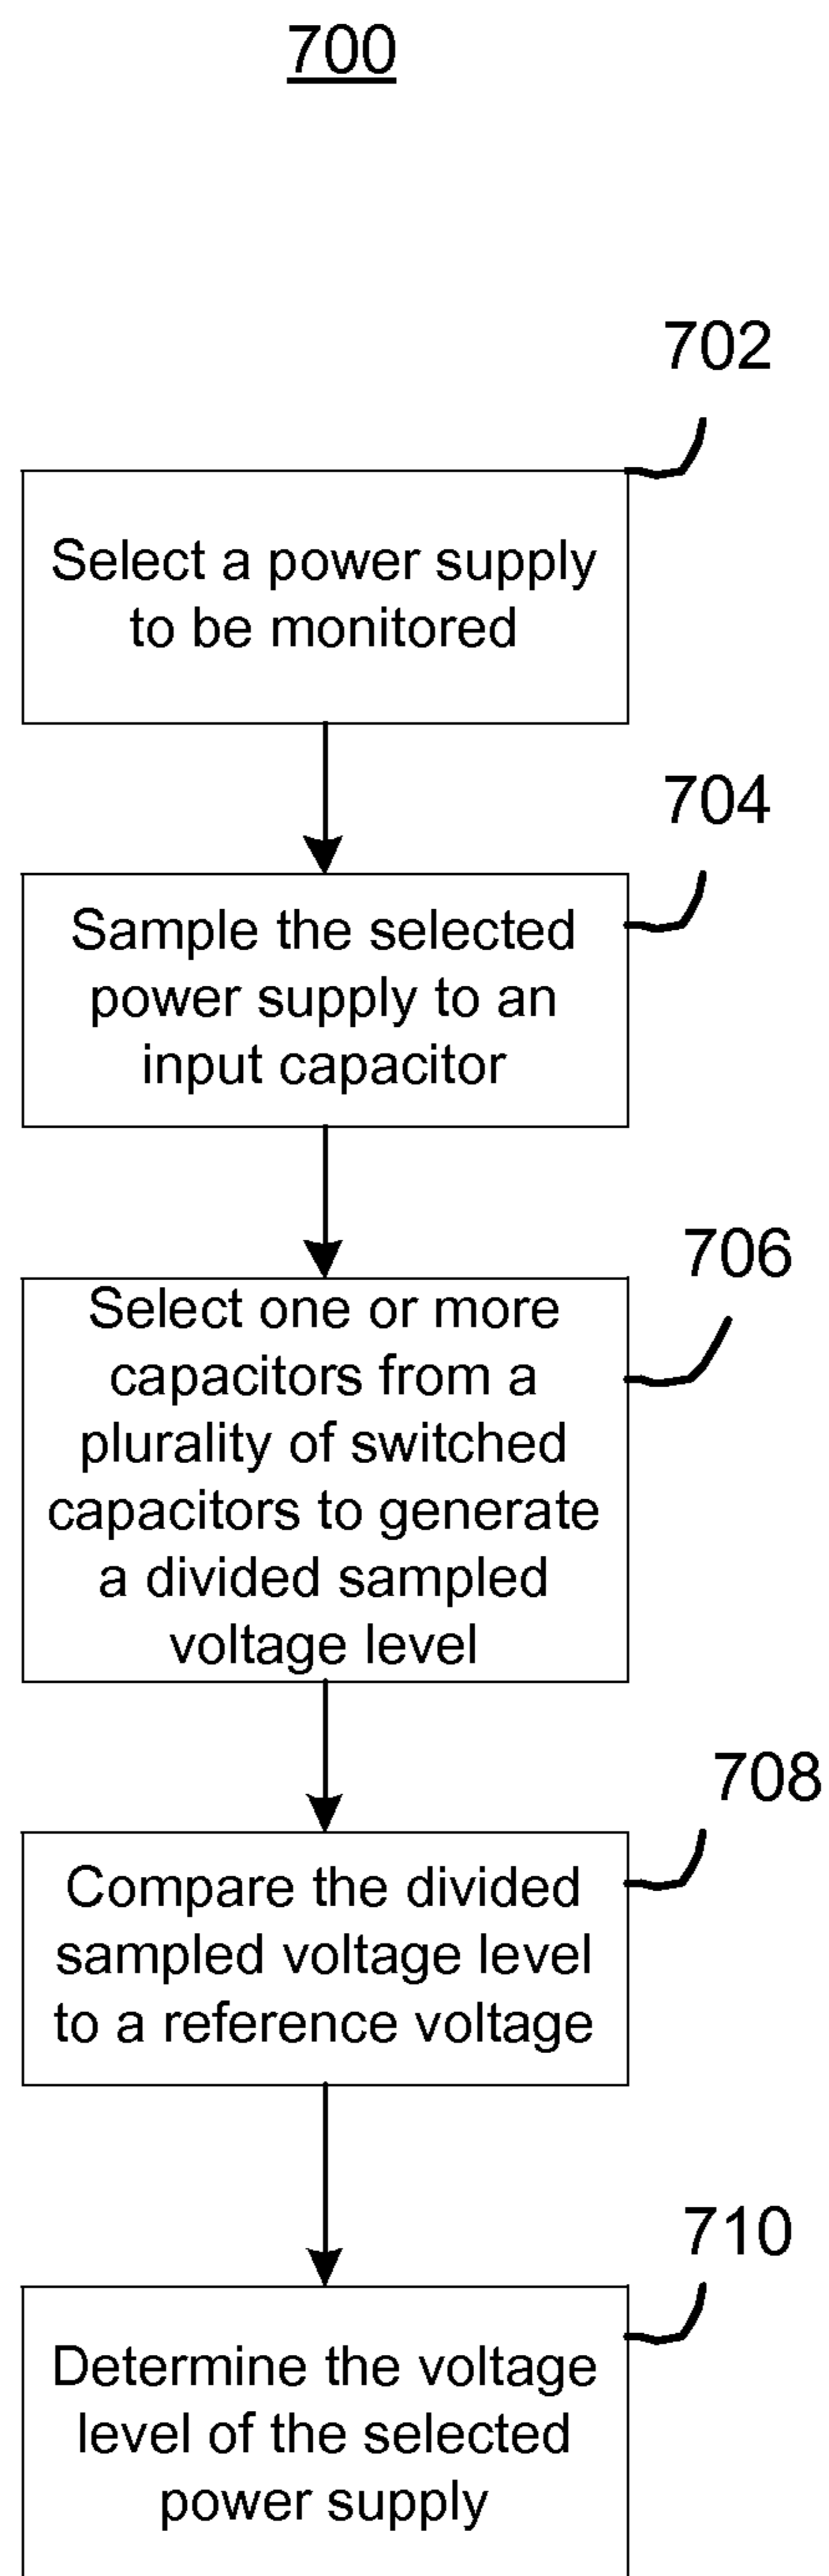 700
702
Select a power supply
to be monitored
704
Sample the selected
power supply to an
input capacitor
706
Select one or more
capacitors from a
plurality of switched
capacitors to generate
a divided sampled
voltage level
708
Compare the divided
sampled voltage level
to a reference voltage
710
Determine the voltage
level of the selected
power supply